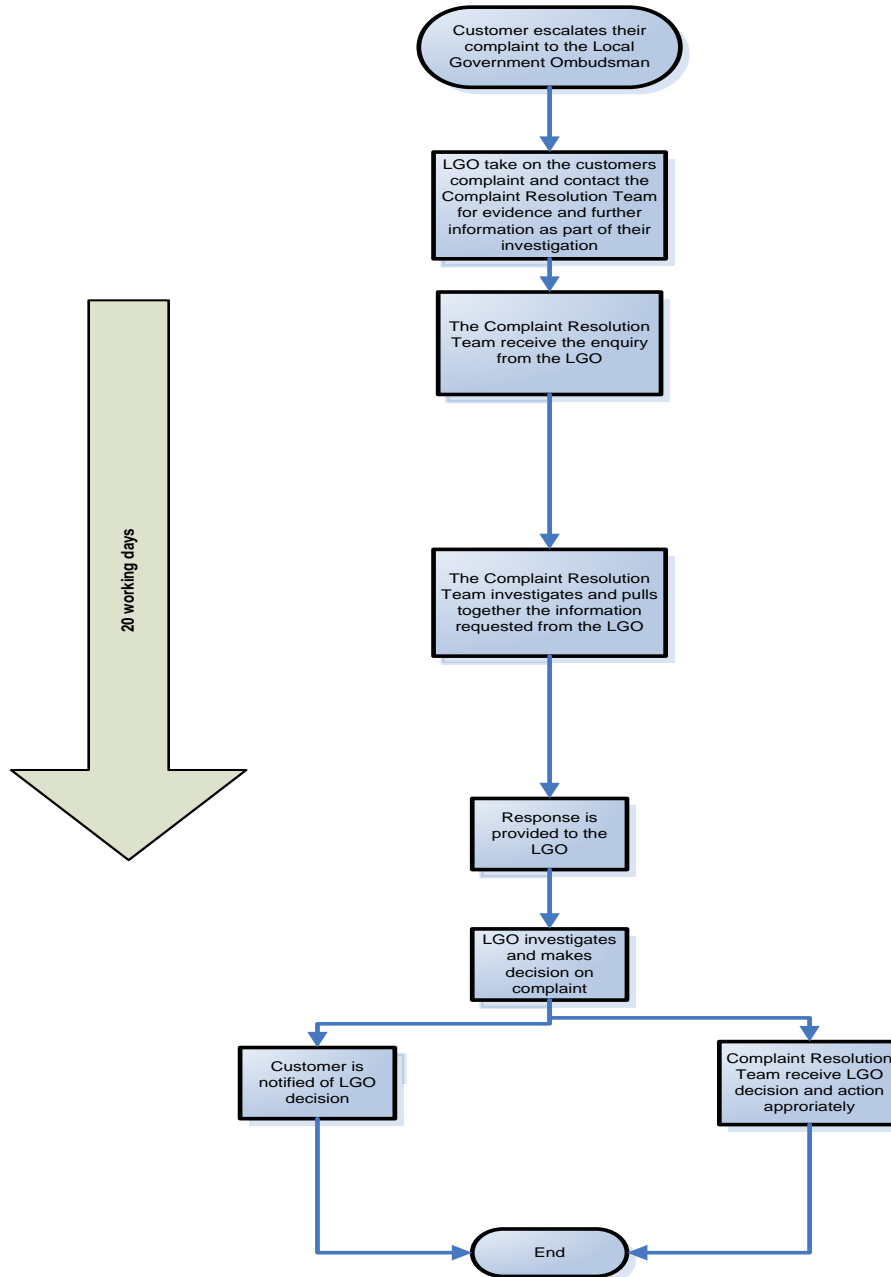 Customer escalates their
complaint to the Local
Government Ombudsman
LGO take on the customers
complaint and contact the
Complaint Resolution Team
for evidence and further
information as part of their
investigation
The Complaint Resolution
Team receive the enquiry
from the LGO
20 working days
The Complaint Resolution
Team investigates and pulls
together the information
requested from the LGO
Response is
provided to the
LGO
LGO investigates
and makes
decision on
complaint
Customer is
notified of LGO
decision
Complaint Resolution
Team receive LGO
decision and action
approriately
End